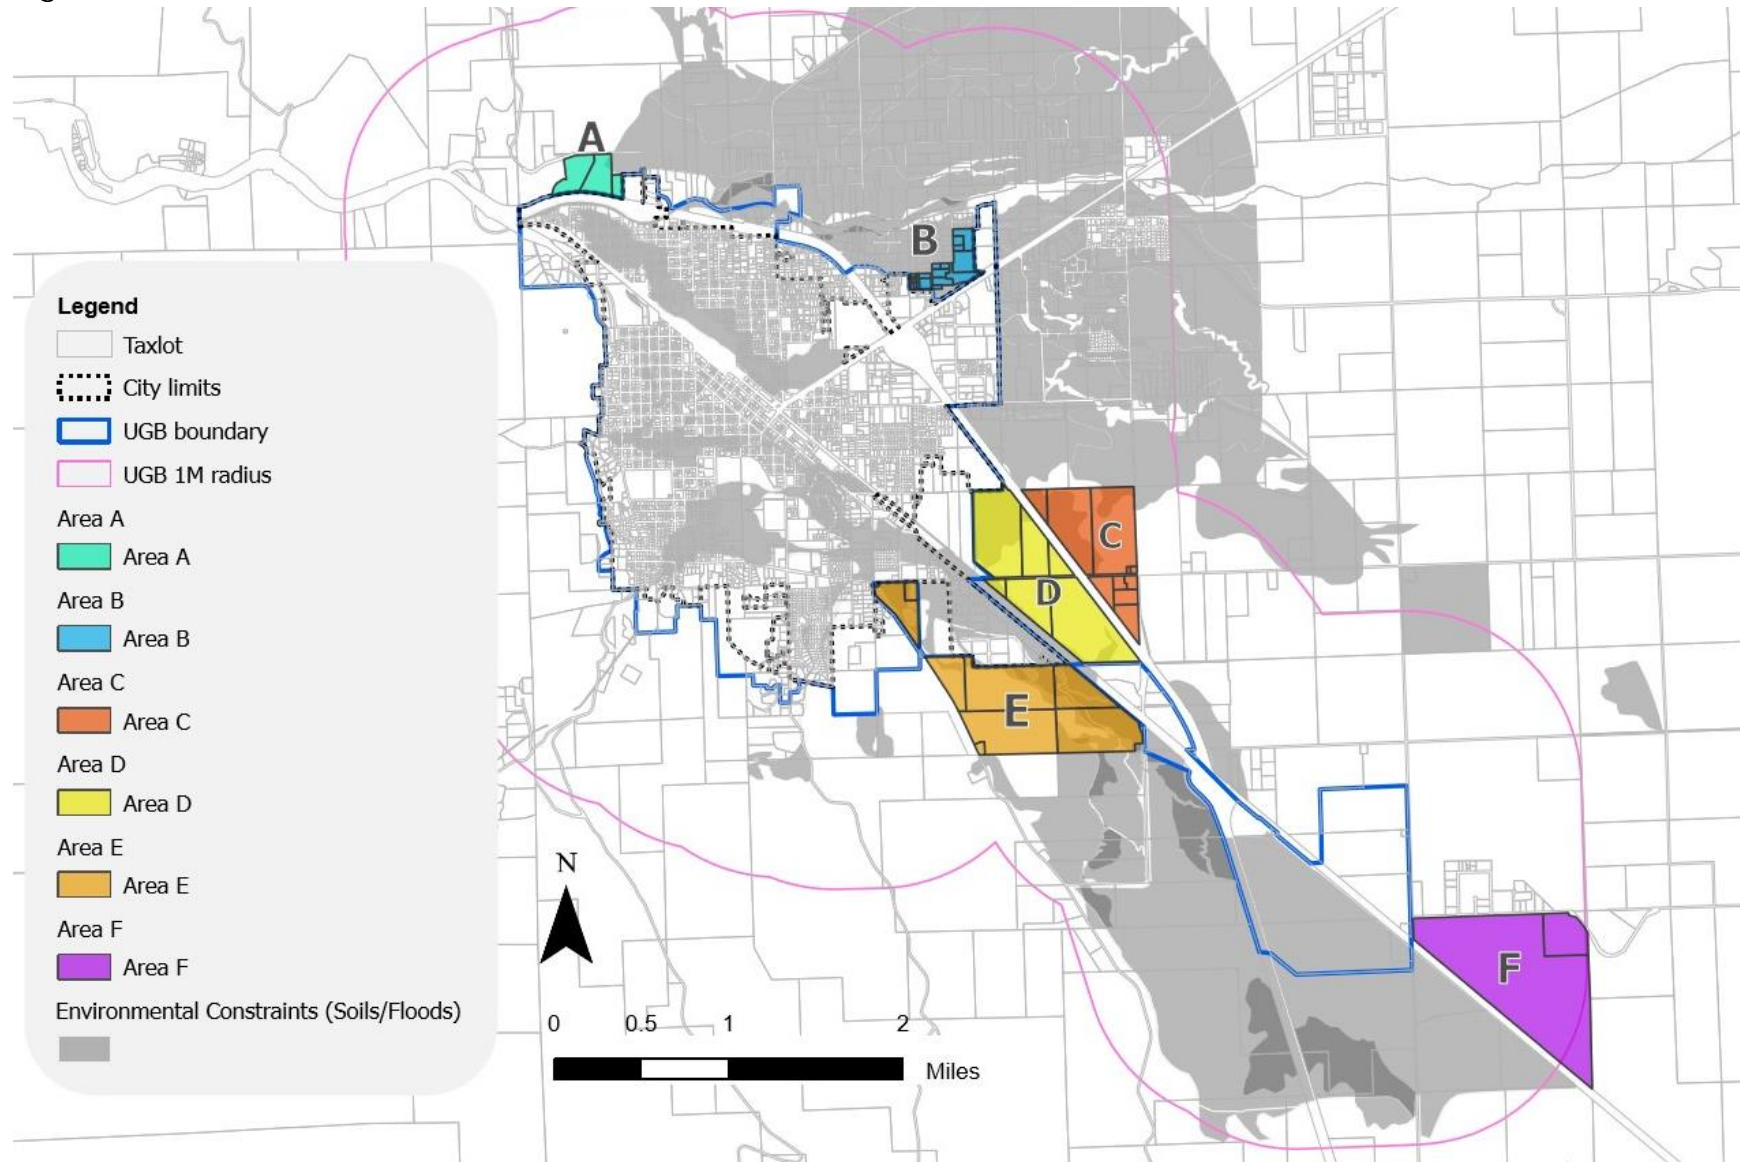 A
B
C
D
E
F
Legend
Taxlot
City limits
UGB boundary
UGB 1M radius
Area A
Area A
Area B
Area B
Area C
Area C
Area D
Area D
Area E
Area E
Area F
Area F
Environmental Constraints (Soils/Floods)
N
0 0.5 1 2
Miles